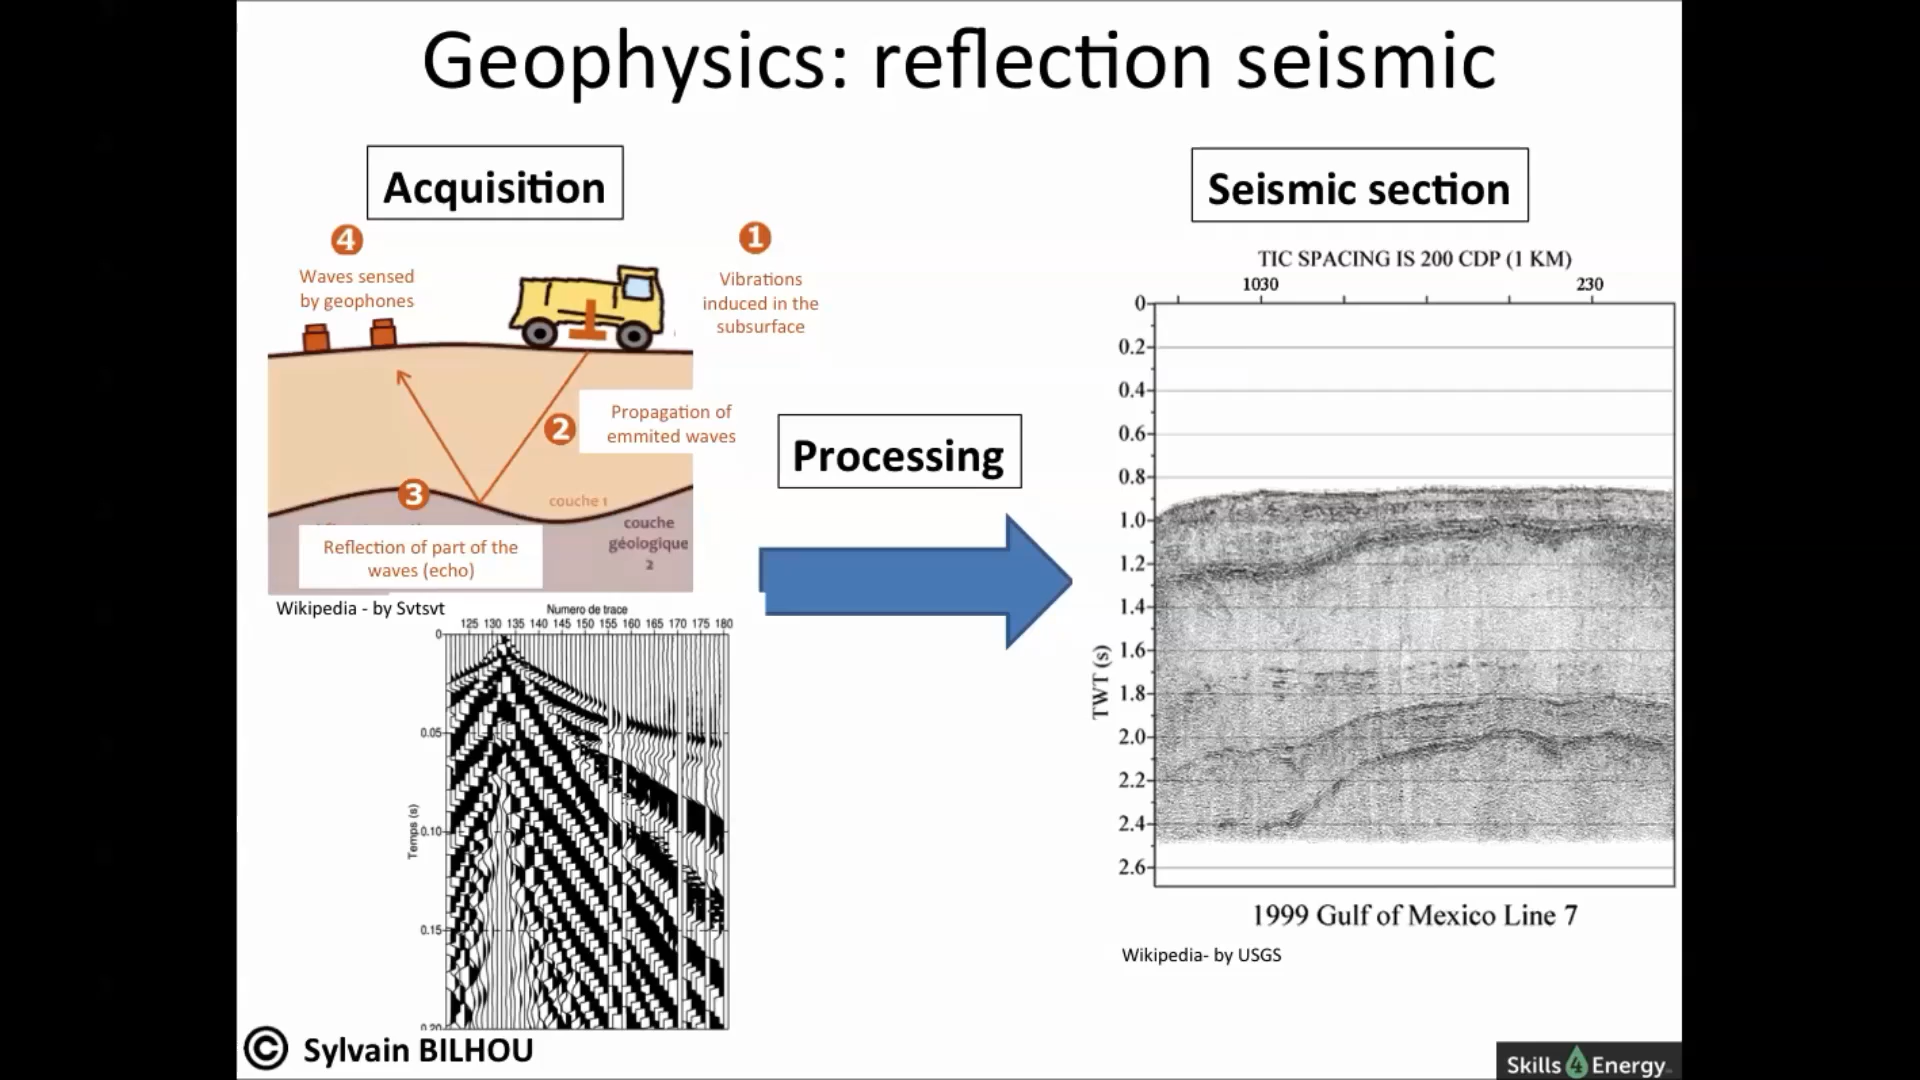 Geophysics: reflection seismic
Acquisition
4
Waves sensed
by geophones
1
Vibrations
induced in the
subsurface
2
Propagation of
emmited waves
3
couche 1
couche
géologique
2
Reflection of part of the
waves (echo)
Wikipedia - by Svtsvt
Numero de trace
125 130 135 140 145 150 155 160 165 170 175 180
0
0.05
0.10
0.15
0.20
Temps (s)
Processing
Seismic section
TIC SPACING IS 200 CDP (1 KM)
1030 230
0
0.2
0.4
0.6
0.8
1.0
1.2
1.4
1.6
1.8
2.0
2.2
2.4
2.6
TWT (s)
1999 Gulf of Mexico Line 7
Wikipedia- by USGS
© Sylvain BILHOU
Skills 4 Energy